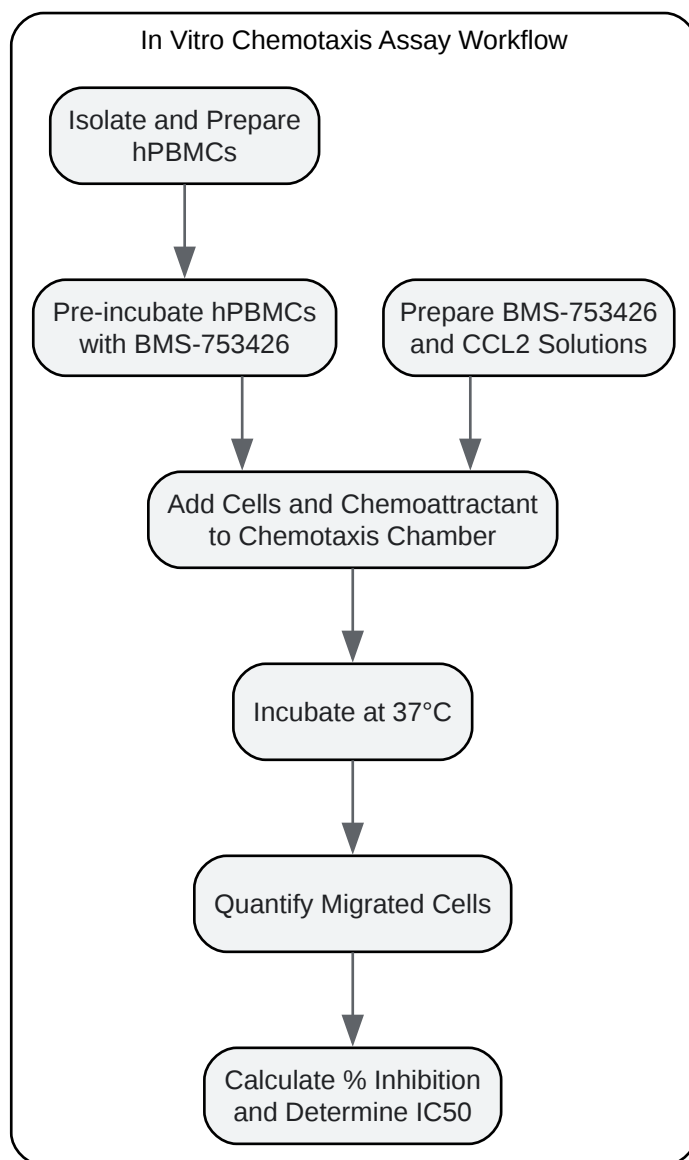 In Vitro Chemotaxis Assay Workflow
Isolate and Prepare
hPBMCs
Pre-incubate hPBMCs
with BMS-753426
Prepare BMS-753426
and CCL2 Solutions
Add Cells and Chemoattractant
to Chemotaxis Chamber
Incubate at 37°C
Quantify Migrated Cells
Calculate % Inhibition
and Determine IC50